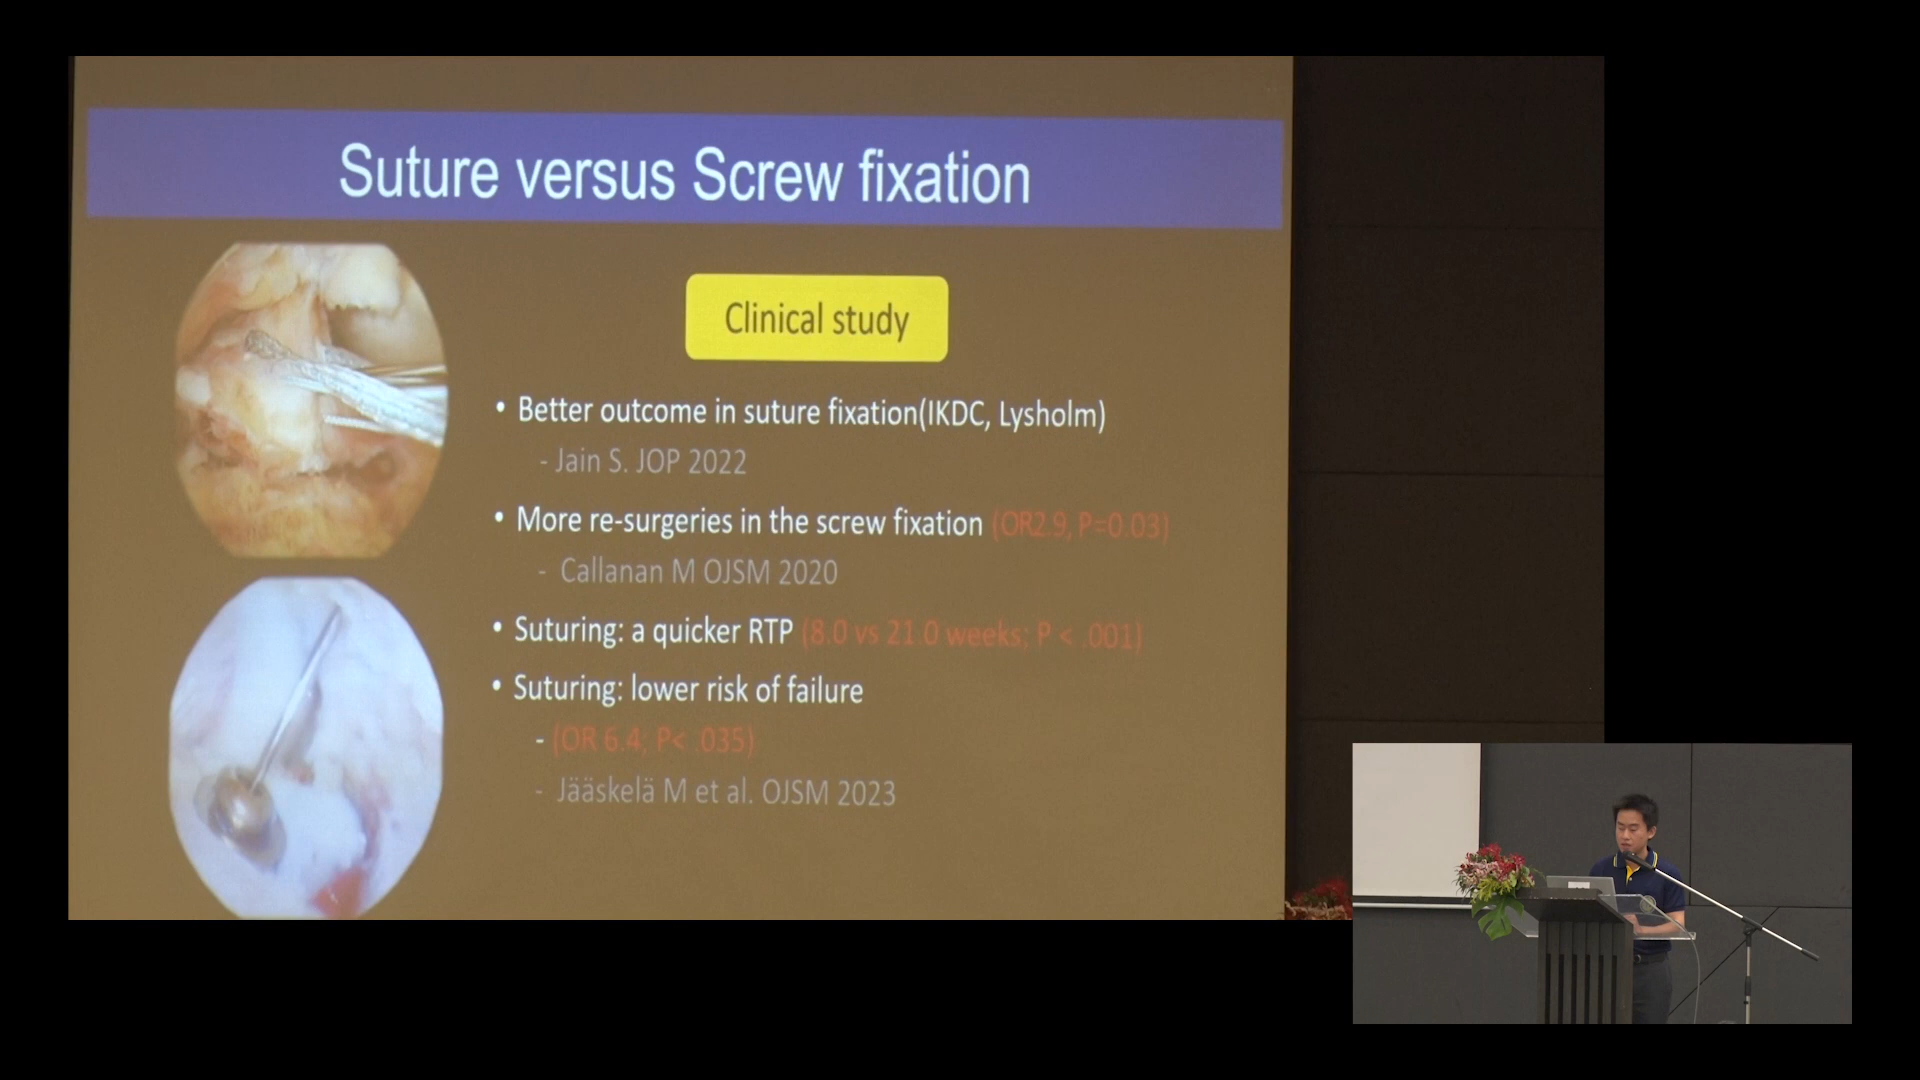 Suture versus Screw fixation
Clinical study
• Better outcome in suture fixation(IKDC, Lysholm)
- Jain S. JOP 2022
• More re-surgeries in the screw fixation (OR2.9, P=0.03)
- Callanan M OJSM 2020
• Suturing: a quicker RTP (8.0 vs 21.0 weeks; P < .001)
• Suturing: lower risk of failure
- (OR 6.4; P< .035)
- Jääskelä M et al. OJSM 2023